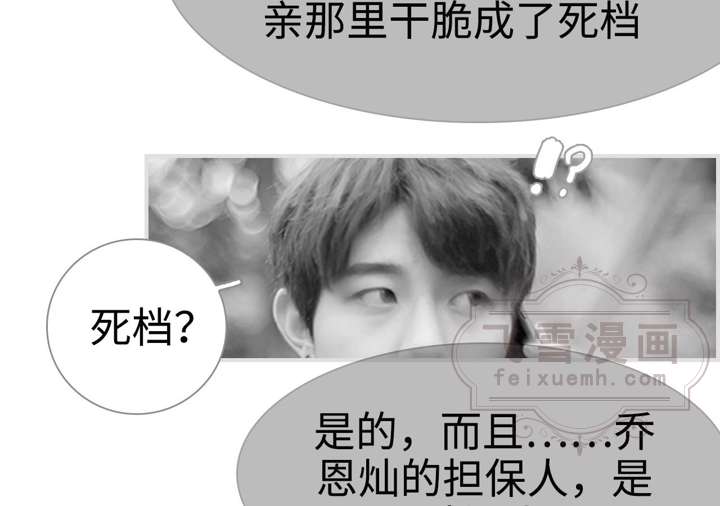 亲那里干脆成了死档
!?
死档？
飞雪漫画
feixuemh.com
是的，而且……乔
恩灿的担保人，是